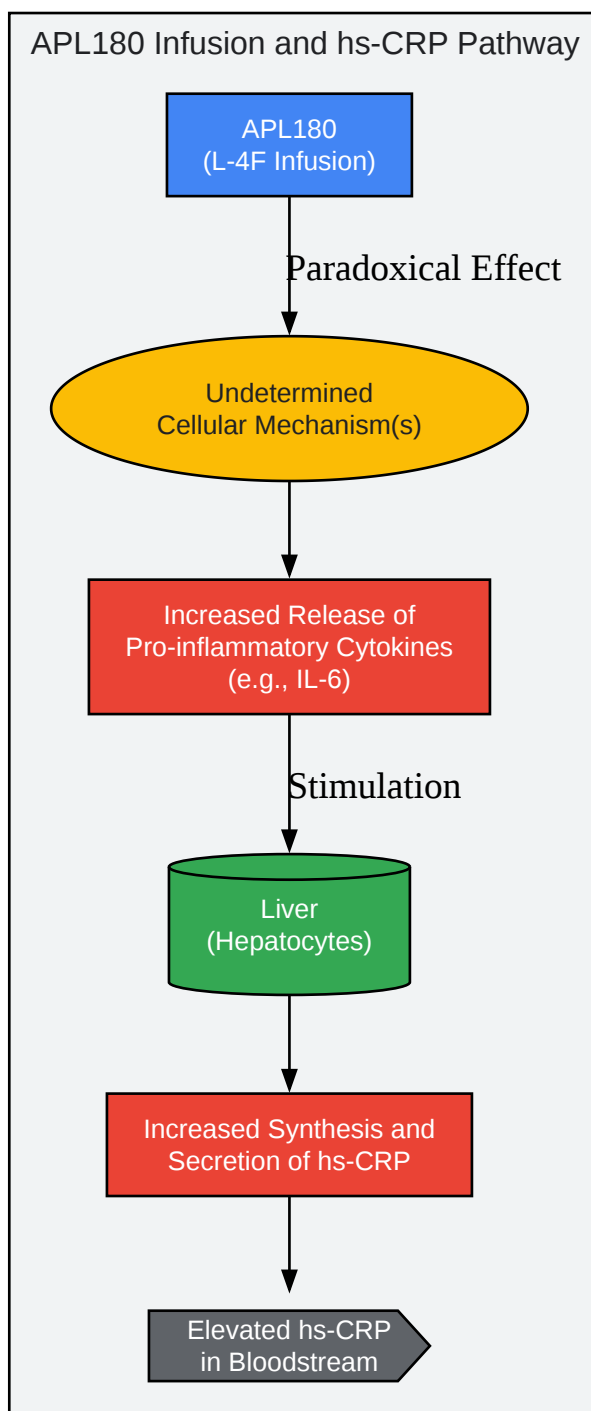 APL180 Infusion and hs-CRP Pathway
APL180
(L-4F Infusion)
Paradoxical Effect
Undetermined
Cellular Mechanism(s)
Increased Release of
Pro-inflammatory Cytokines
(e.g., IL-6)
Stimulation
Liver
(Hepatocytes)
Increased Synthesis and
Secretion of hs-CRP
Elevated hs-CRP
in Bloodstream